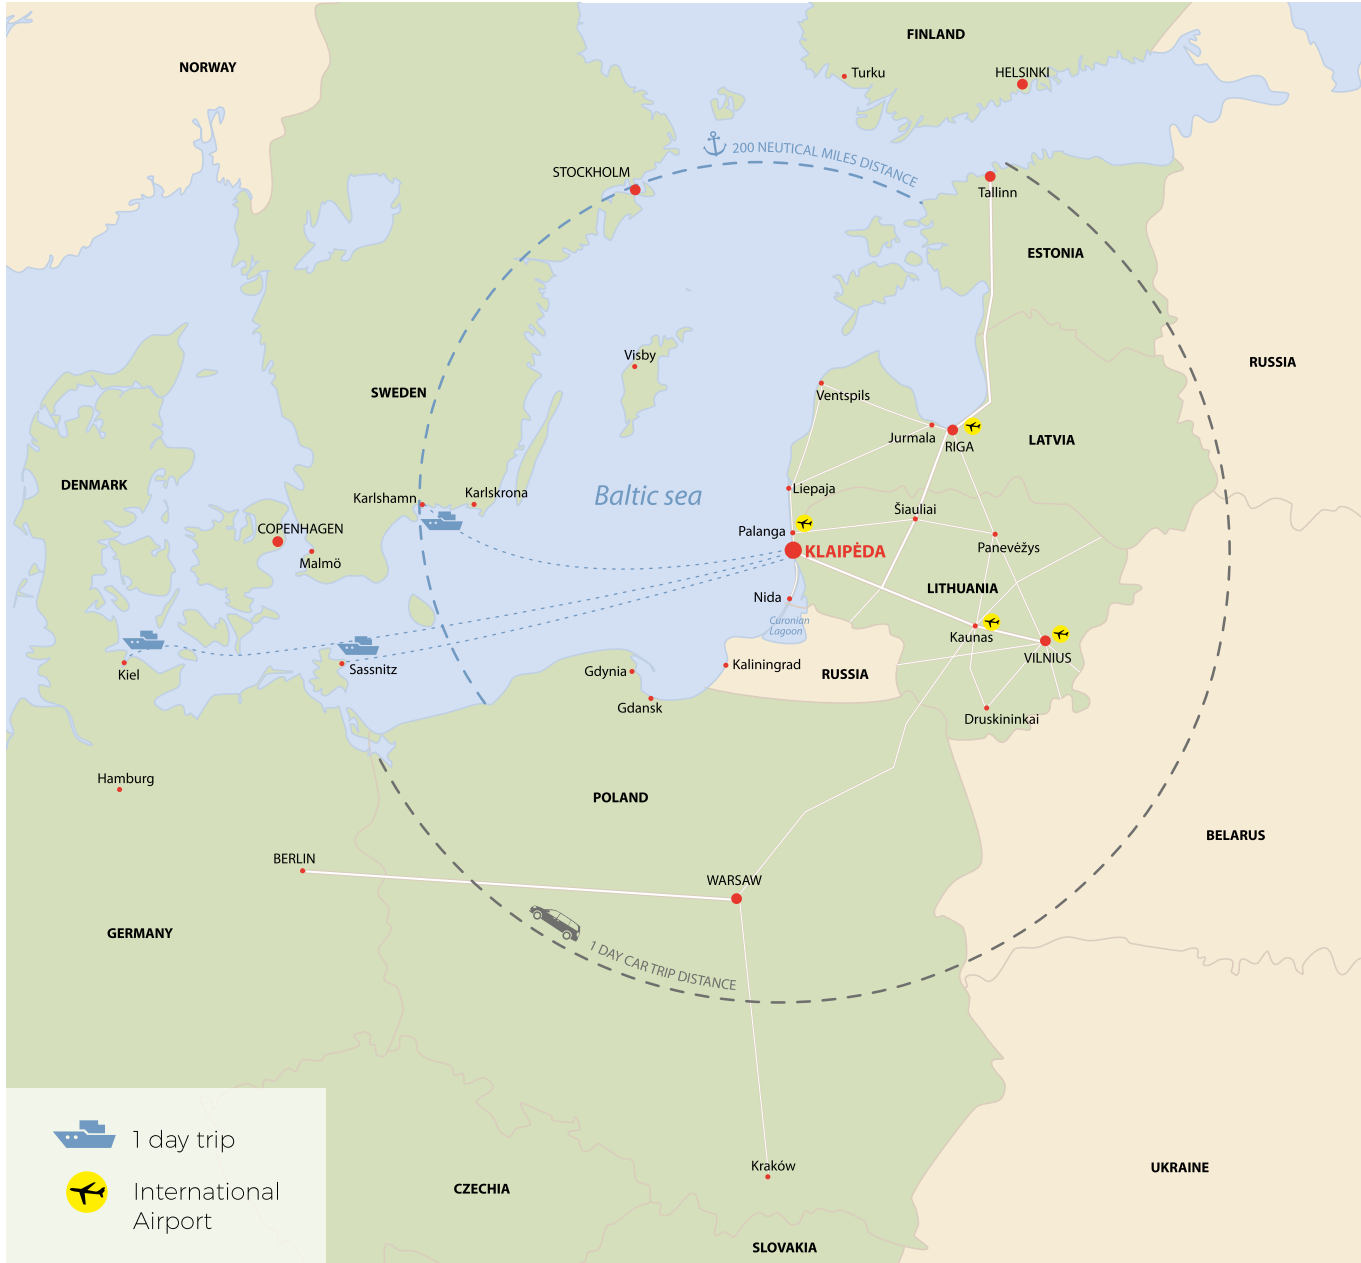 FINLAND
NORWAY
Turku
HELSINKI
200 NEUTICAL MILES DISTANCE
STOCKHOLM
Tallinn
ESTONIA
Visby
RUSSIA
SWEDEN
Ventspils
Jurmala
RIGA
LATVIA
DENMARK
Karlshamn
Karlskrona
Baltic sea
Liepaja
Šiauliai
COPENHAGEN
Malmö
Palanga
KLAIPĖDA
Panevėžys
LITHUANIA
Nida
Curonian
Lagoon
Kaunas
VILNIUS
Kiel
Sassnitz
Gdynia
Kaliningrad
RUSSIA
Gdansk
Druskininkai
Hamburg
POLAND
BELARUS
BERLIN
WARSAW
GERMANY
1 DAY CAR TRIP DISTANCE
1 day trip
International
Airport
Kraków
UKRAINE
CZECHIA
SLOVAKIA